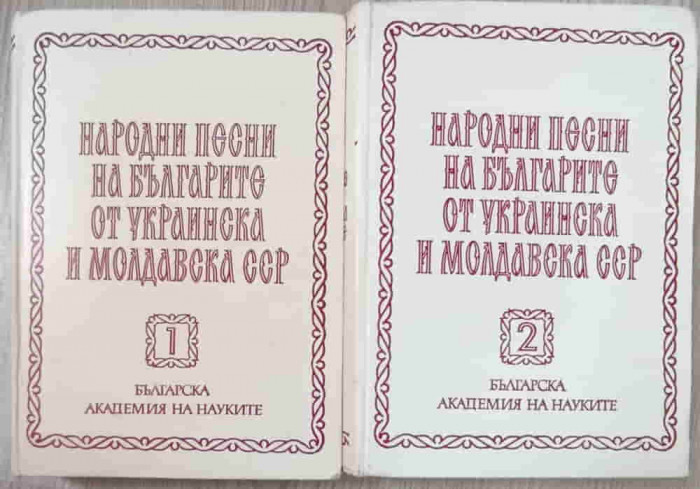 НАРОДНИ ПЕСНИ
НА БЪЛГАРИТЕ
ОТ УКРАИНСКА
И МОЛДАВСКА ССР
1
БЪЛГАРСКА
АКАДЕМИЯ НА НАУКИТЕ
НАРОДНИ ПЕСНИ
НА БЪЛГАРИТЕ
ОТ УКРАИНСКА
И МОЛДАВСКА ССР
2
БЪЛГАРСКА
АКАДЕМИЯ НА НАУКИТЕ